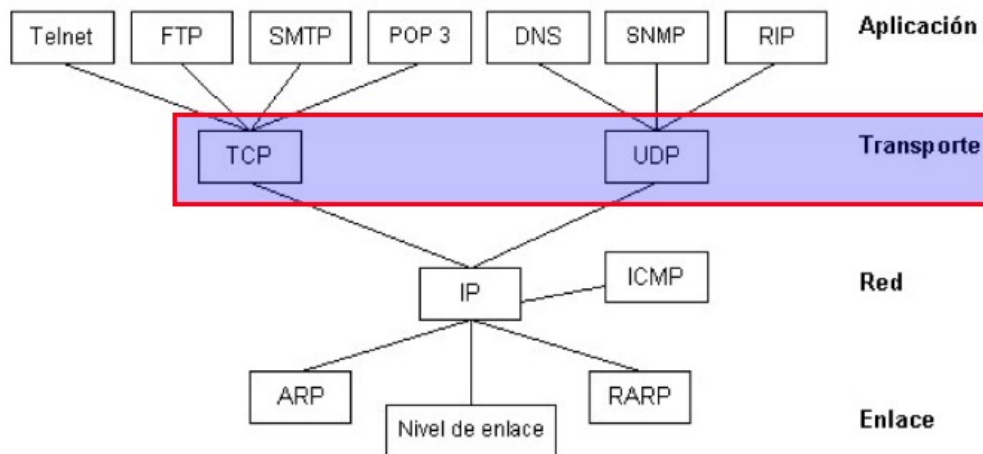 Telnet
FTP
SMTP
POP 3
DNS
SNMP
RIP
Aplicación
TCP
UDP
Transporte
IP
ICMP
Red
ARP
RARP
Nivel de enlace
Enlace